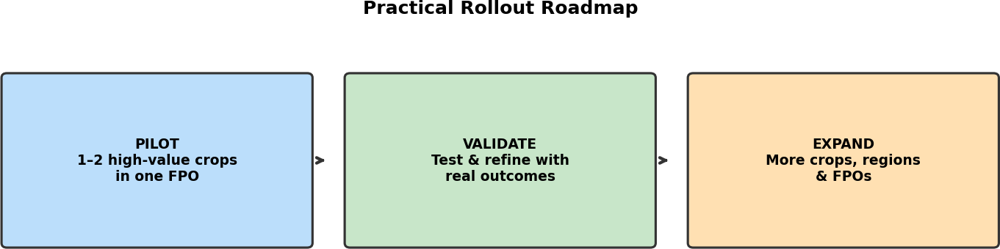 Practical Rollout Roadmap
PILOT
1–2 high-value crops
in one FPO
VALIDATE
Test & refine with
real outcomes
EXPAND
More crops, regions
& FPOs